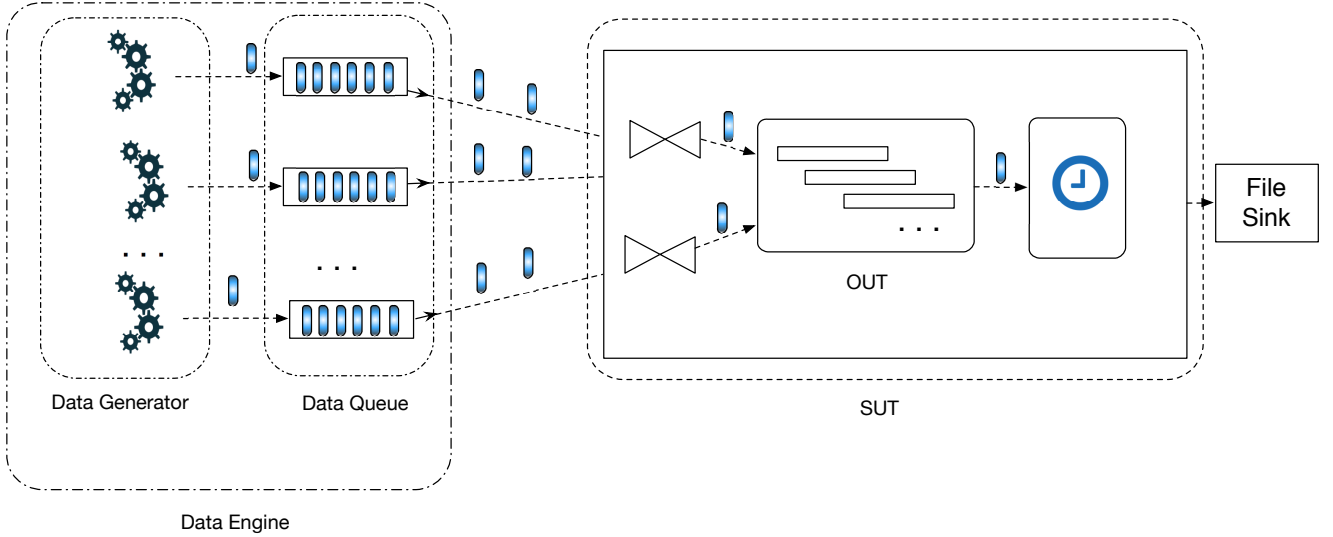 . . .
. . .
. . .
OUT
File
Sink
Data Generator
Data Queue
SUT
Data Engine